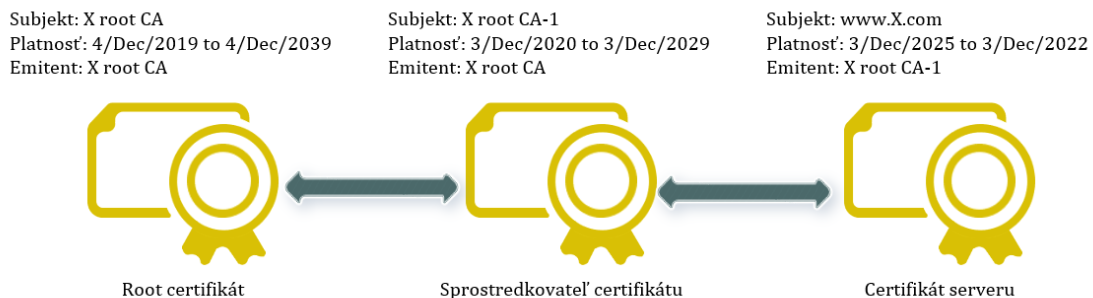 Subjekt: X root CA
Platnosť: 4/Dec/2019 to 4/Dec/2039
Emitent: X root CA
Subjekt: X root CA-1
Platnosť: 3/Dec/2020 to 3/Dec/2029
Emitent: X root CA
Subjekt: www.X.com
Platnosť: 3/Dec/2025 to 3/Dec/2022
Emitent: X root CA-1
Root certifikát
Sprostredkovateľ certifikátu
Certifikát serveru